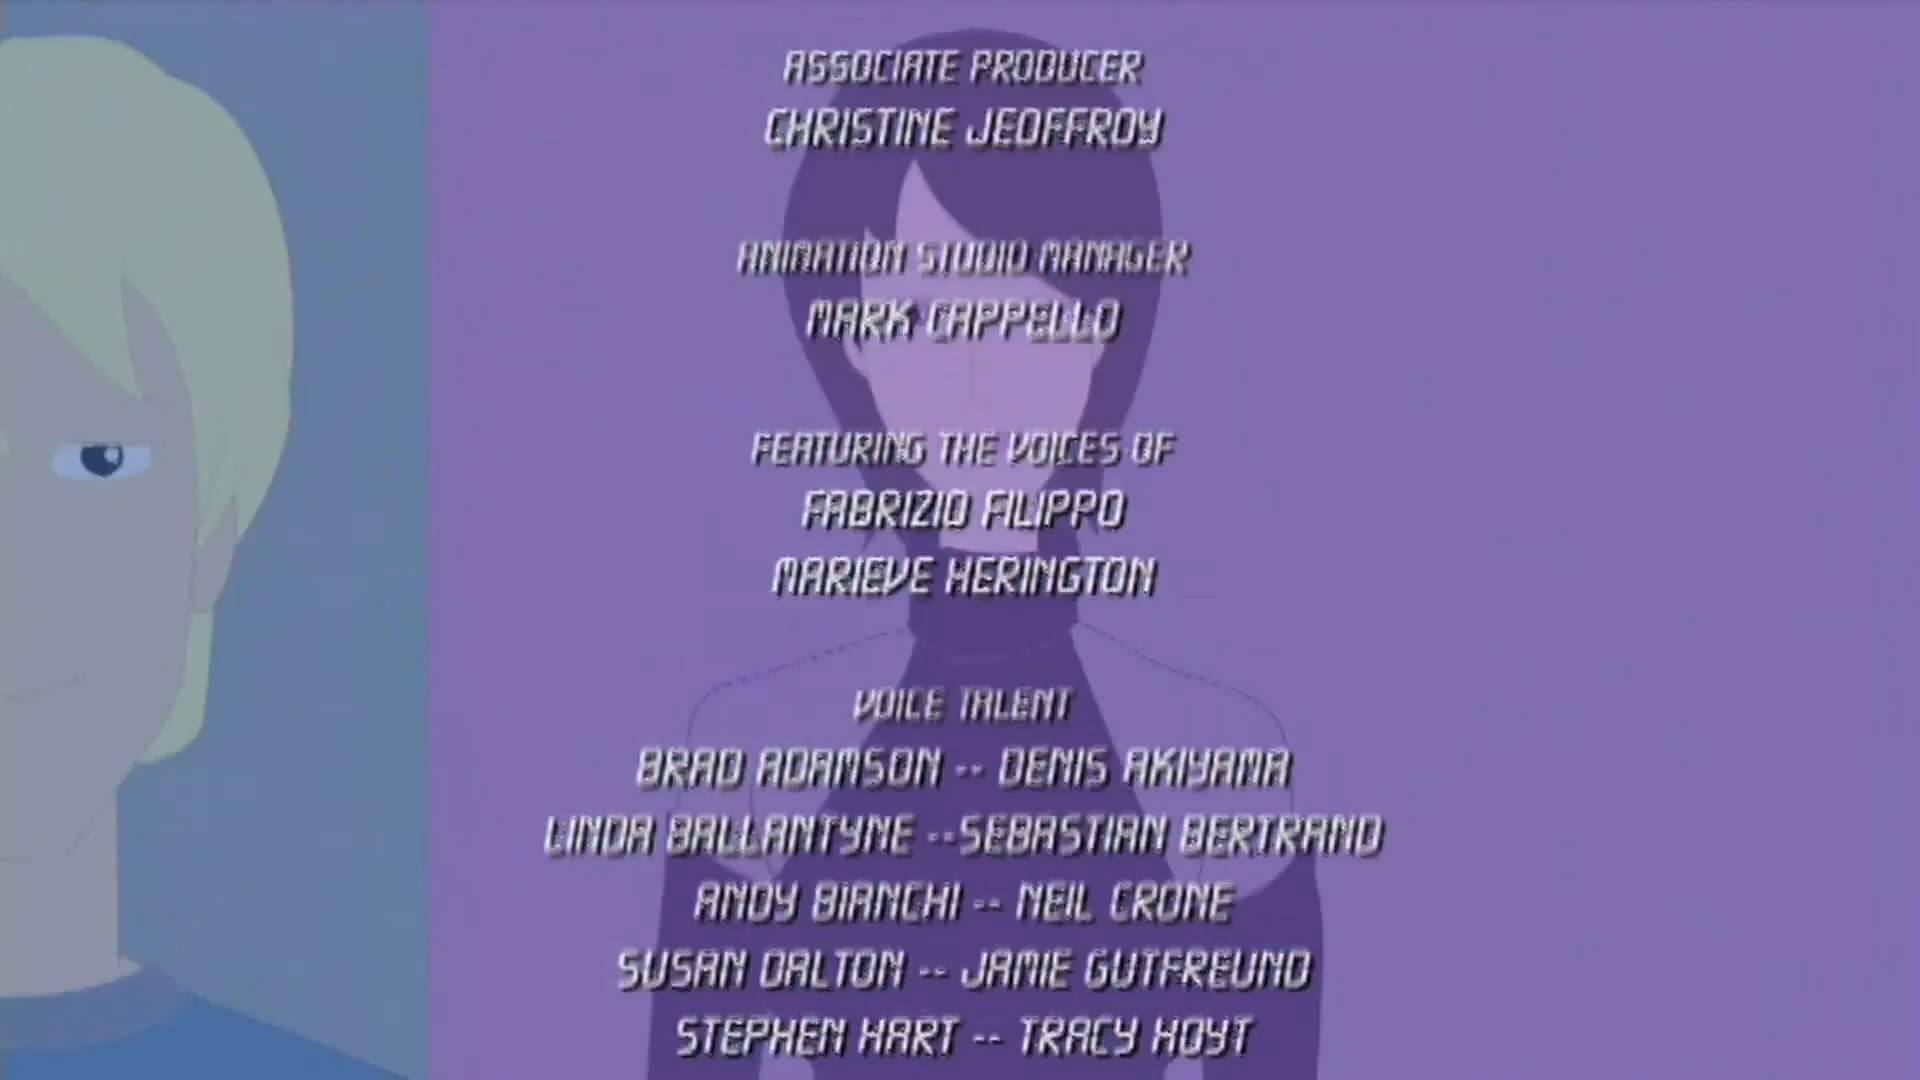 ASSOCIATE PRODUCER
CHRISTINE JEOFFROY
ANIMATION STUDIO MANAGER
MARK CAPPELLO
FEATURING THE VOICES OF
FABRIZIO FILIPPO
MARIEVE HERINGTON
VOICE TALENT
BRAD ADAMSON -- DENIS AKIYAMA
LINDA BALLANTYNE --SEBASTIAN BERTRAND
ANDY BIANCHI -- NEIL CRONE
SUSAN DALTON -- JAMIE GUTFREUND
STEPHEN HART -- TRACY HOYT